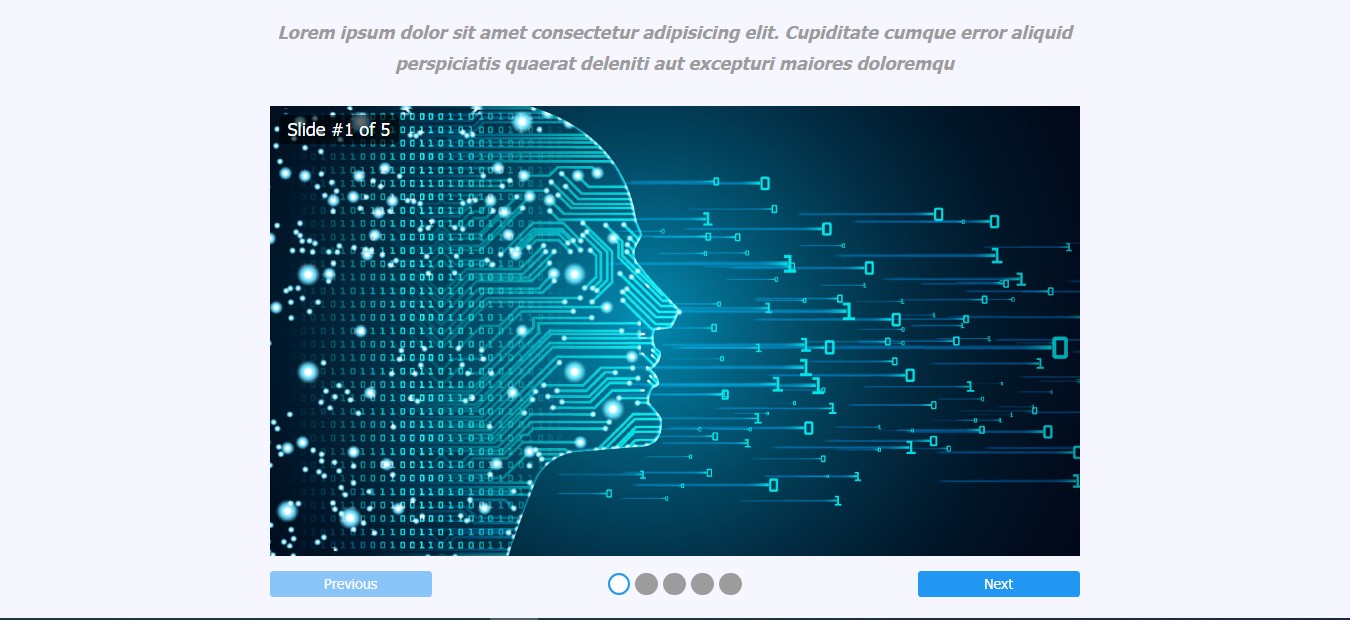 Lorem ipsum dolor sit amet consectetur adipisicing elit. Cupiditate cumque error aliquid
perspiciatis quaerat deleniti aut excepturi maiores doloremqu
Slide #1 of 5
Previous
Next